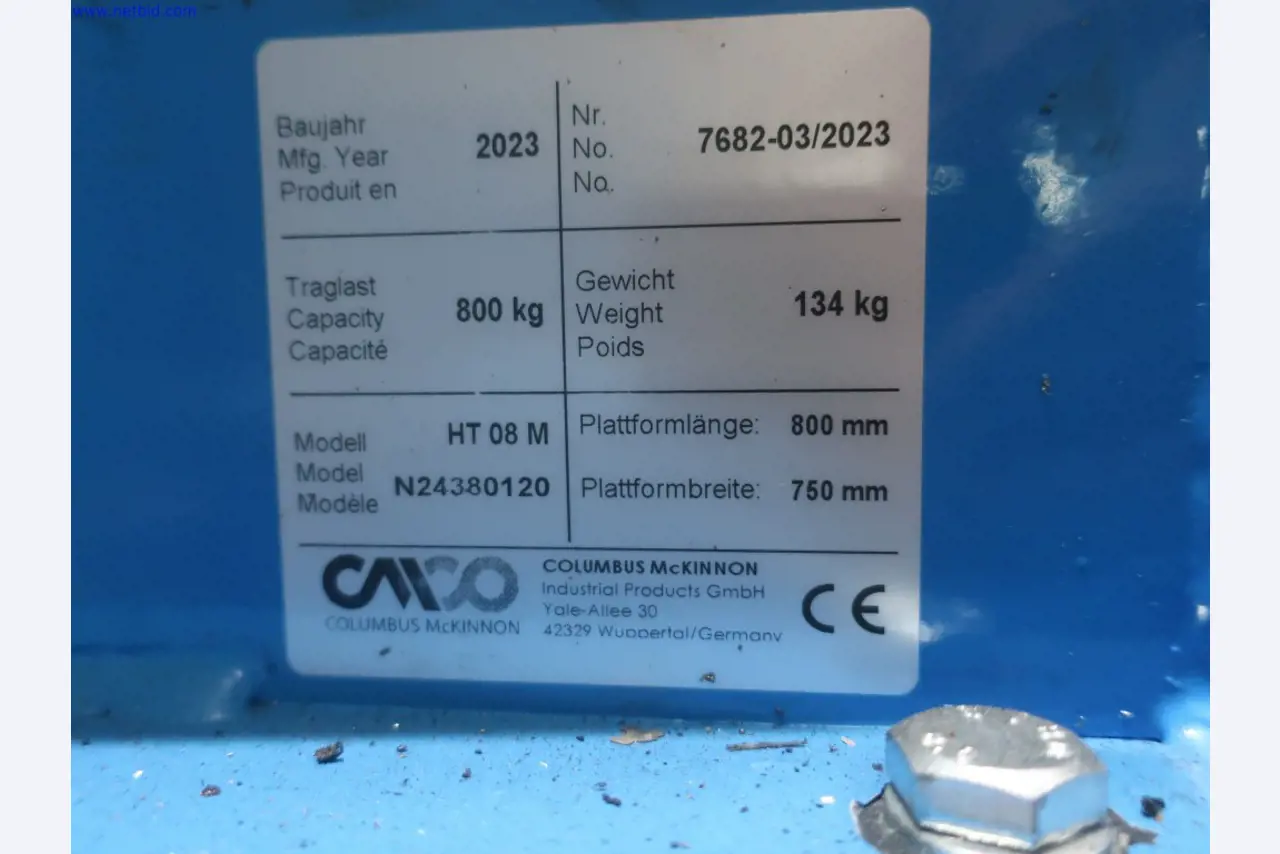 www.netbid.com
Baujahr
Mfg. Year
Produit en
2023
Nr.
No.
No.
7682-03/2023
Traglast
Capacity
Capacité
800 kg
Gewicht
Weight
Poids
134 kg
Modell
Model
Modèle
HT 08 M
N24380120
Plattformlänge: 800 mm
Plattformbreite: 750 mm
CMCO
COLUMBUS McKINNON
COLUMBUS McKINNON
Industrial Products GmbH
Yale-Allee 30
42329 Wuppertal/Germany
CE